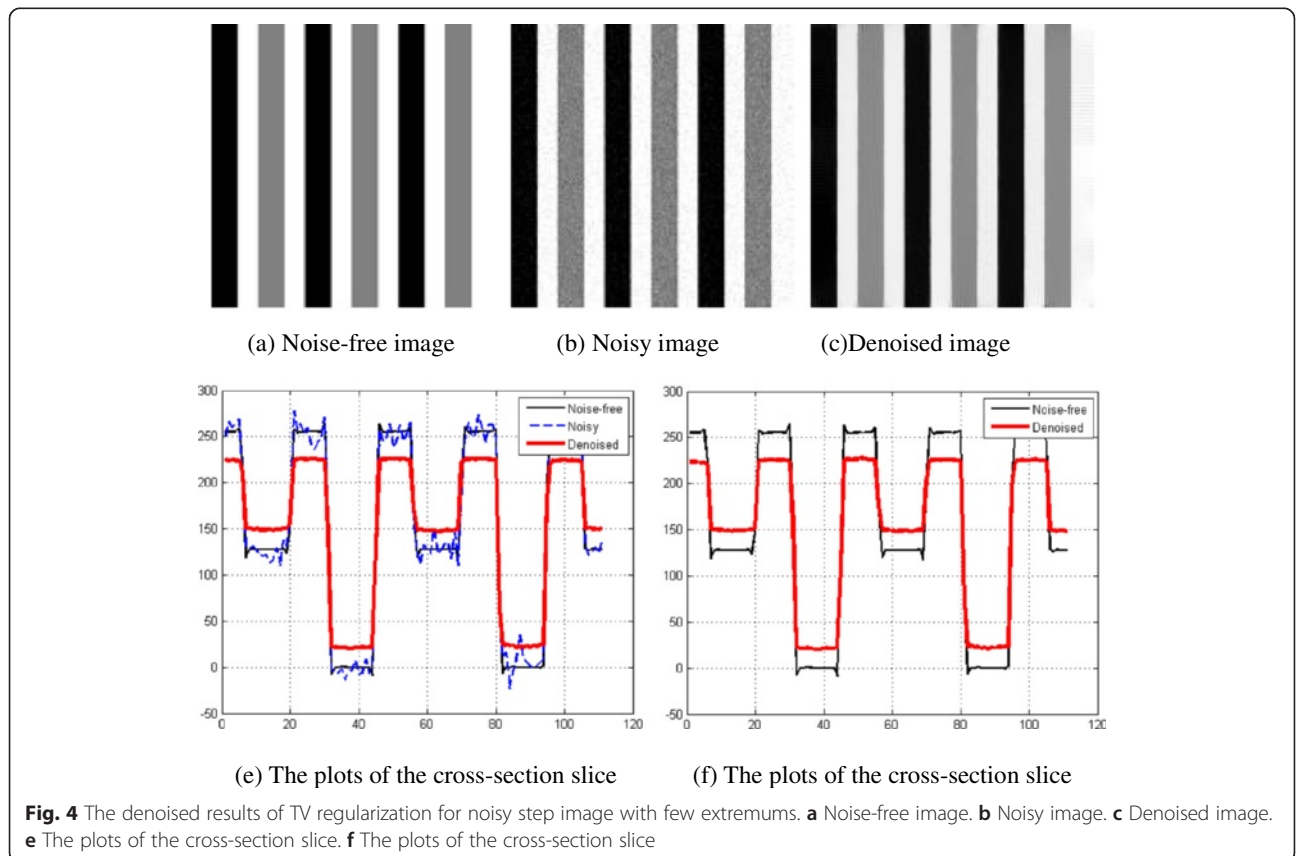 (a) Noise-free image (b) Noisy image (c)Denoised image
300
250
200
150
100
50
0
-50
0 20 40 60 80 100 120
Noise-free
Noisy
Denoised
300
250
200
150
100
50
0
-50
0 20 40 60 80 100 120
Noise-free
Denoised
(e) The plots of the cross-section slice (f) The plots of the cross-section slice
Fig. 4 The denoised results of TV regularization for noisy step image with few extremums. a Noise-free image. b Noisy image. c Denoised image.
e The plots of the cross-section slice. f The plots of the cross-section slice